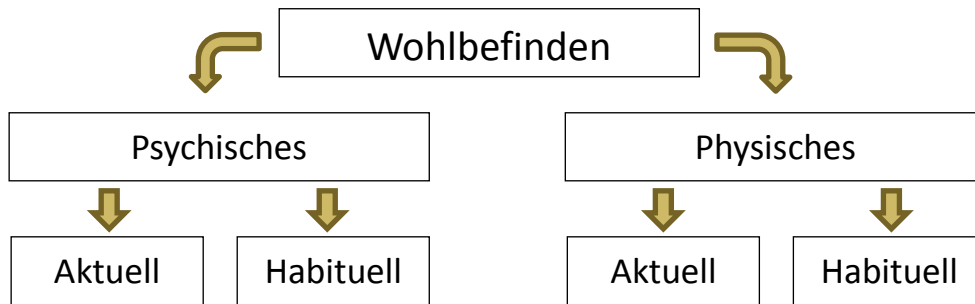 Wohlbefinden
Psychisches
Physisches
Aktuell
Habituell
Aktuell
Habituell